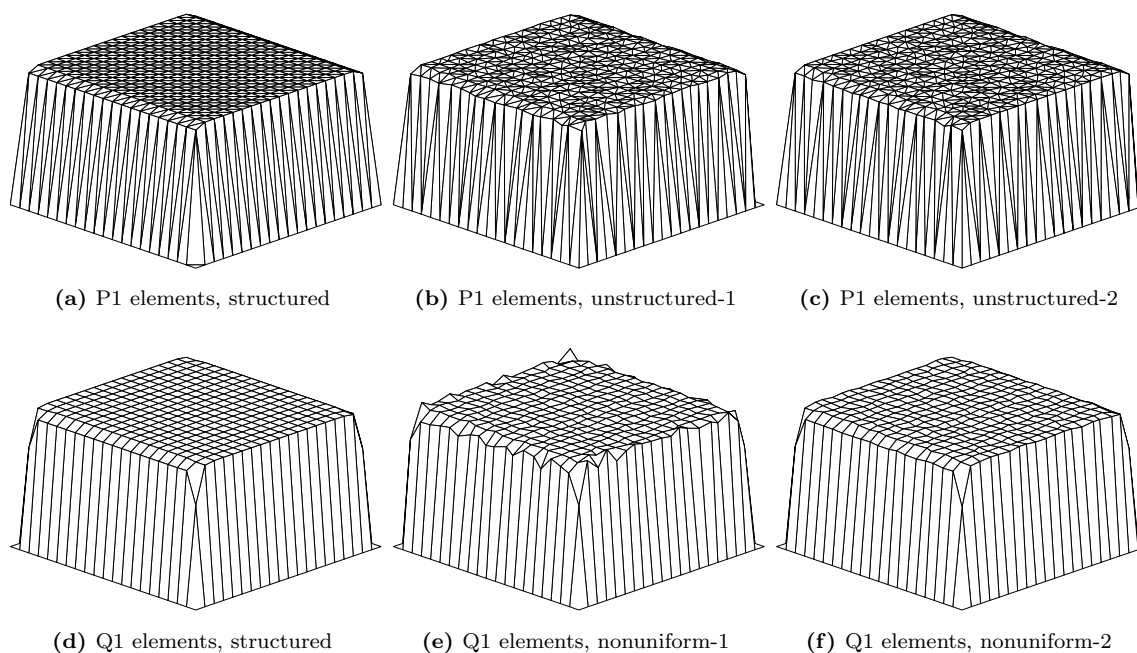 (a) P1 elements, structured
(b) P1 elements, unstructured-1
(c) P1 elements, unstructured-2
(d) Q1 elements, structured
(e) Q1 elements, nonuniform-1
(f) Q1 elements, nonuniform-2